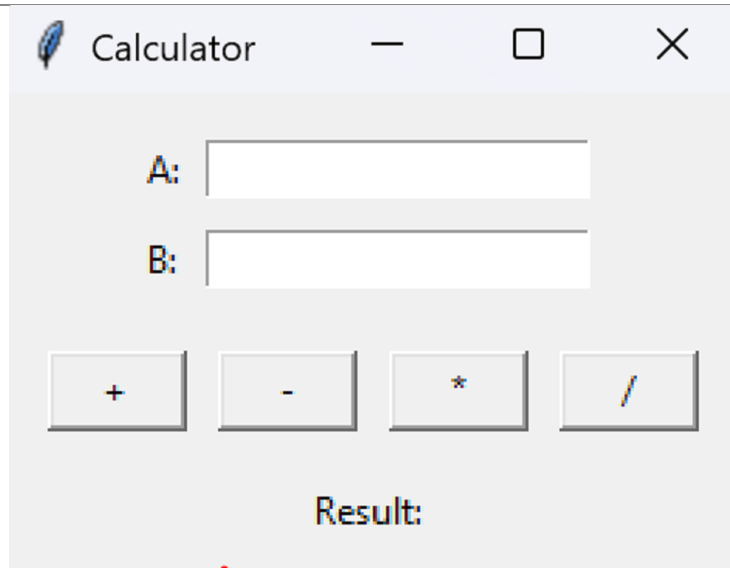 Calculator
A:
B:
+ - * /
Result: